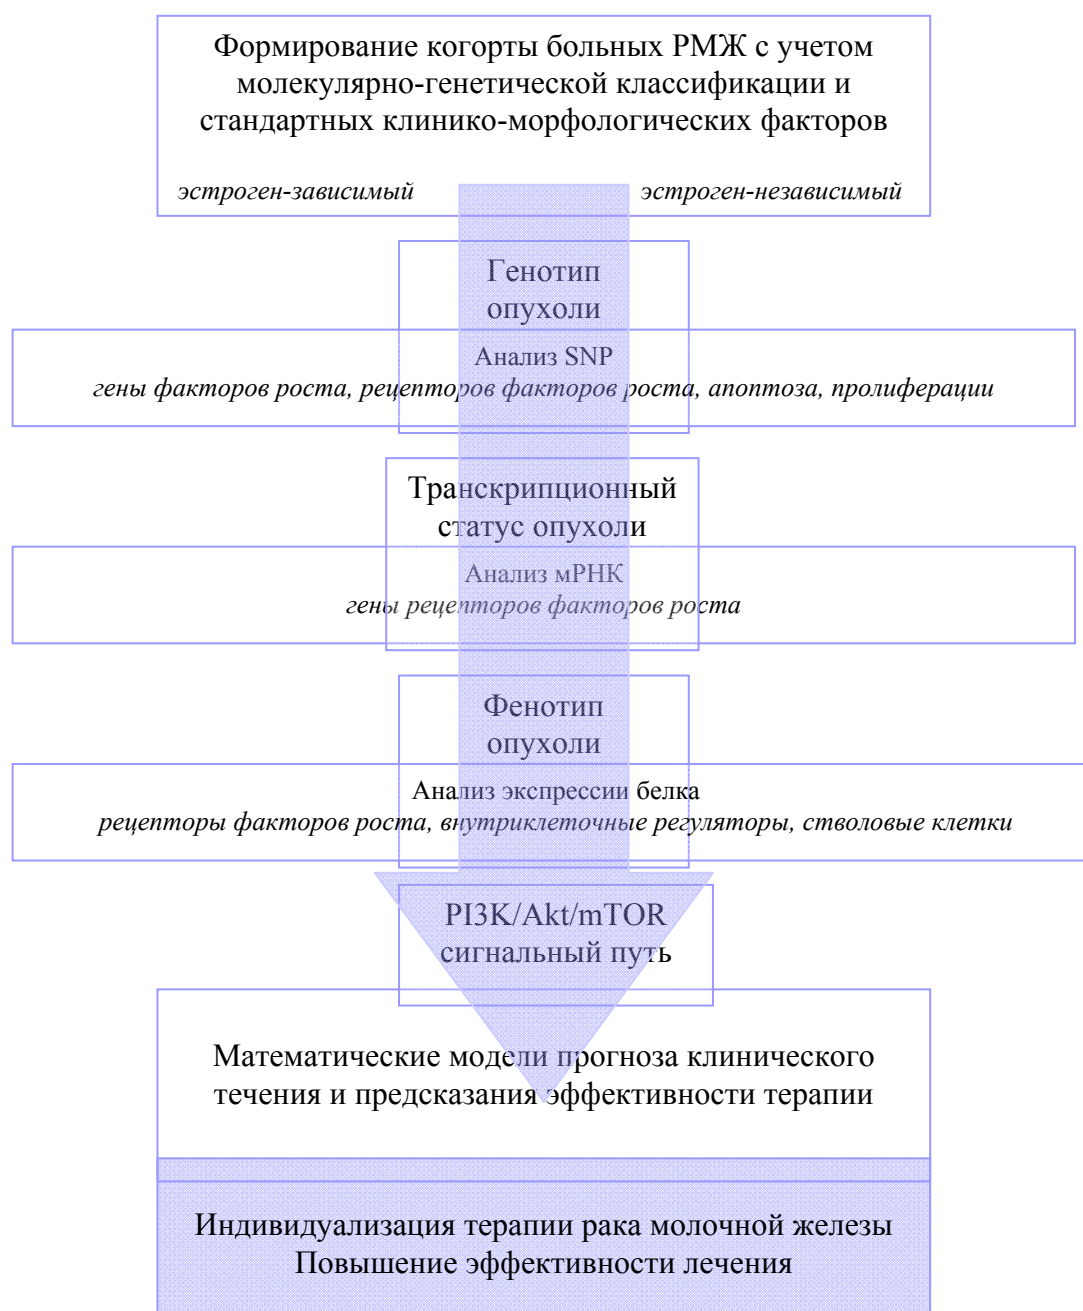 Формирование когорты больных РМЖ с учетом
молекулярно-генетической классификации и
стандартных клинико-морфологических факторов
эстроген-зависимый эстроген-независимый
Генотип
опухоли
Анализ SNP
гены факторов роста, рецепторов факторов роста, апоптоза, пролиферации
Транскрипционный
статус опухоли
Анализ мРНК
гены рецепторов факторов роста
Фенотип
опухоли
Анализ экспрессии белка
рецепторы факторов роста, внутриклеточные регуляторы, стволовые клетки
PI3K/Akt/mTOR
сигнальный путь
Математические модели прогноза клинического
течения и предсказания эффективности терапии
Индивидуализация терапии рака молочной железы
Повышение эффективности лечения